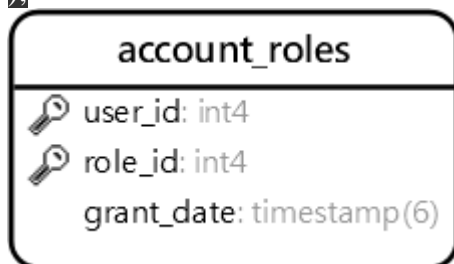 account_roles
user_id: int4
role_id: int4
grant_date: timestamp(6)